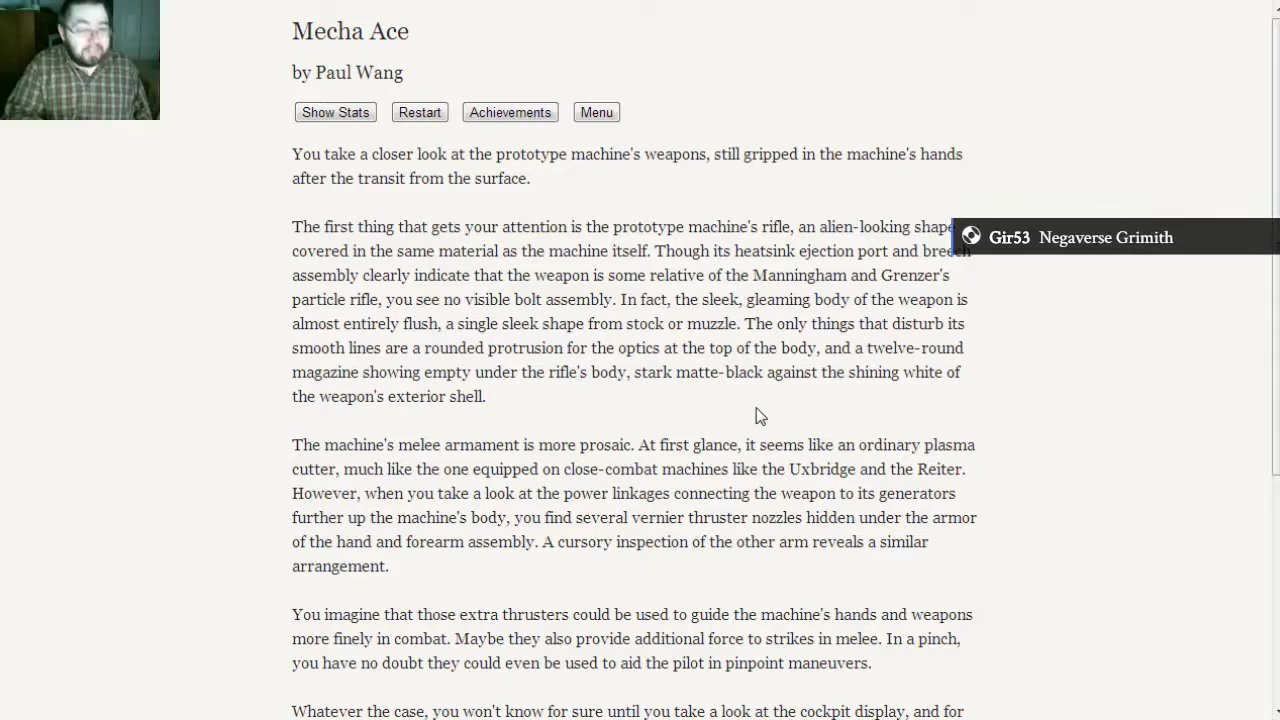 Mecha Ace
by Paul Wang
Show Stats Restart Achievements Menu
You take a closer look at the prototype machine's weapons, still gripped in the machine's hands
after the transit from the surface.
The first thing that gets your attention is the prototype machine's rifle, an alien-looking shape
covered in the same material as the machine itself. Though its heatsink ejection port and breech
assembly clearly indicate that the weapon is some relative of the Manningham and Grenzer's
particle rifle, you see no visible bolt assembly. In fact, the sleek, gleaming body of the weapon is
almost entirely flush, a single sleek shape from stock or muzzle. The only things that disturb its
smooth lines are a rounded protrusion for the optics at the top of the body, and a twelve-round
magazine showing empty under the rifle's body, stark matte-black against the shining white of
the weapon's exterior shell.
Gir53 Negaverse Grimith
The machine's melee armament is more prosaic. At first glance, it seems like an ordinary plasma
cutter, much like the one equipped on close-combat machines like the Uxbridge and the Reiter.
However, when you take a look at the power linkages connecting the weapon to its generators
further up the machine's body, you find several vernier thruster nozzles hidden under the armor
of the hand and forearm assembly. A cursory inspection of the other arm reveals a similar
arrangement.
You imagine that those extra thrusters could be used to guide the machine's hands and weapons
more finely in combat. Maybe they also provide additional force to strikes in melee. In a pinch,
you have no doubt they could even be used to aid the pilot in pinpoint maneuvers.
Whatever the case, you won't know for sure until you take a look at the cockpit display, and for